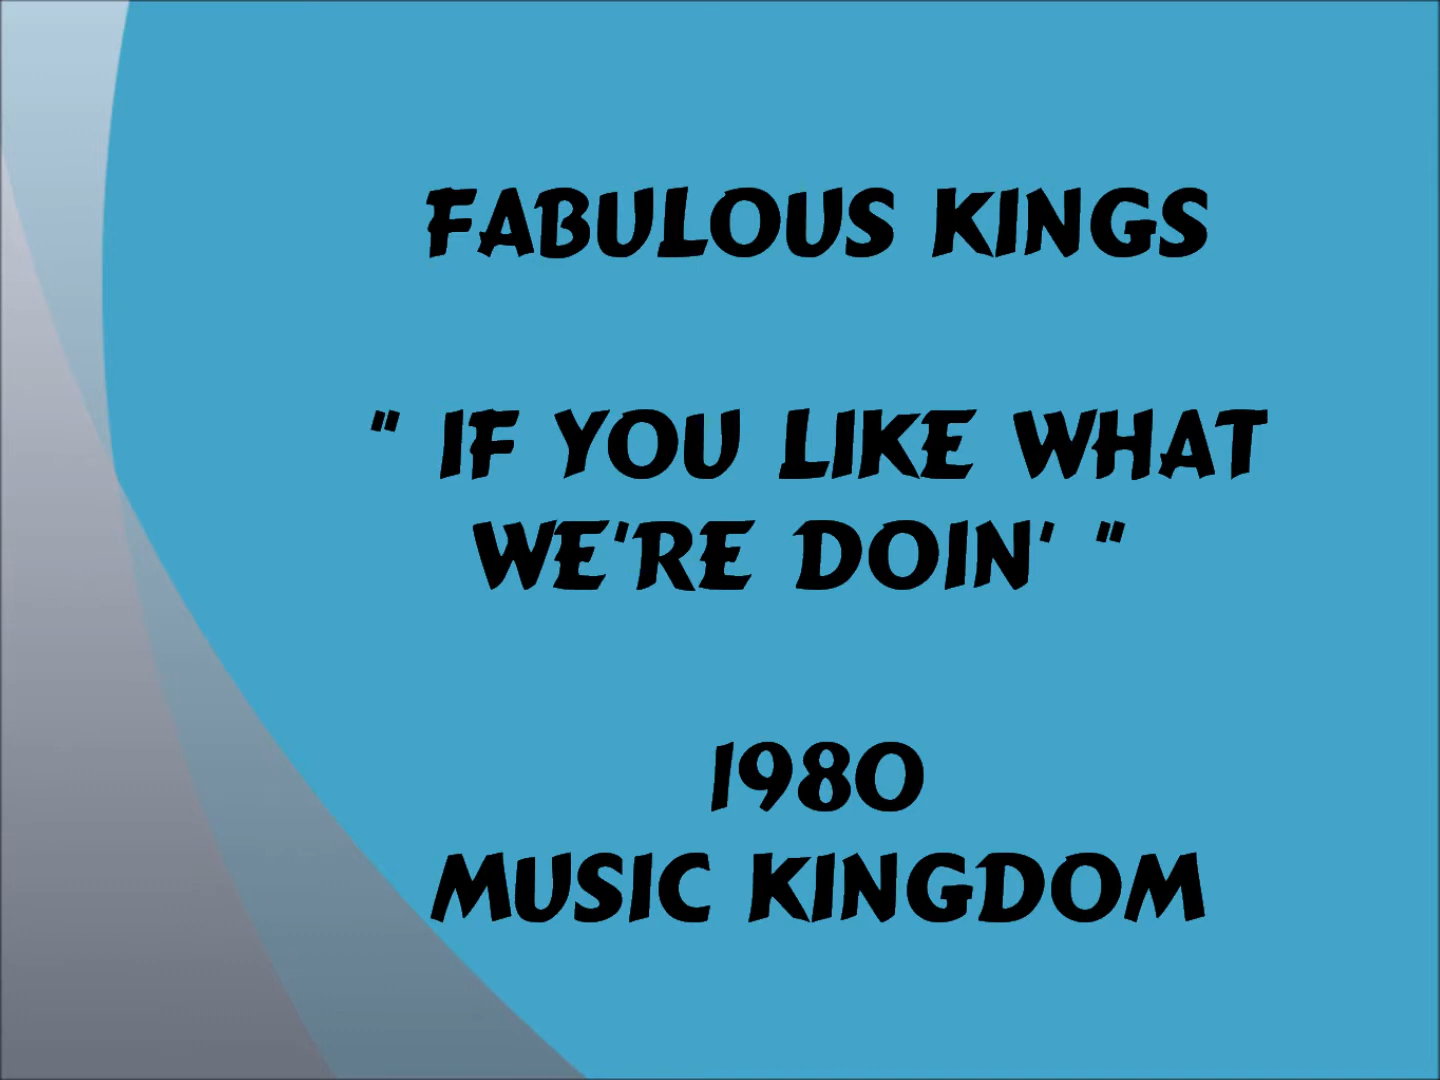 FABULOUS KINGS
" IF YOU LIKE WHAT
WE'RE DOIN' "
1980
MUSIC KINGDOM